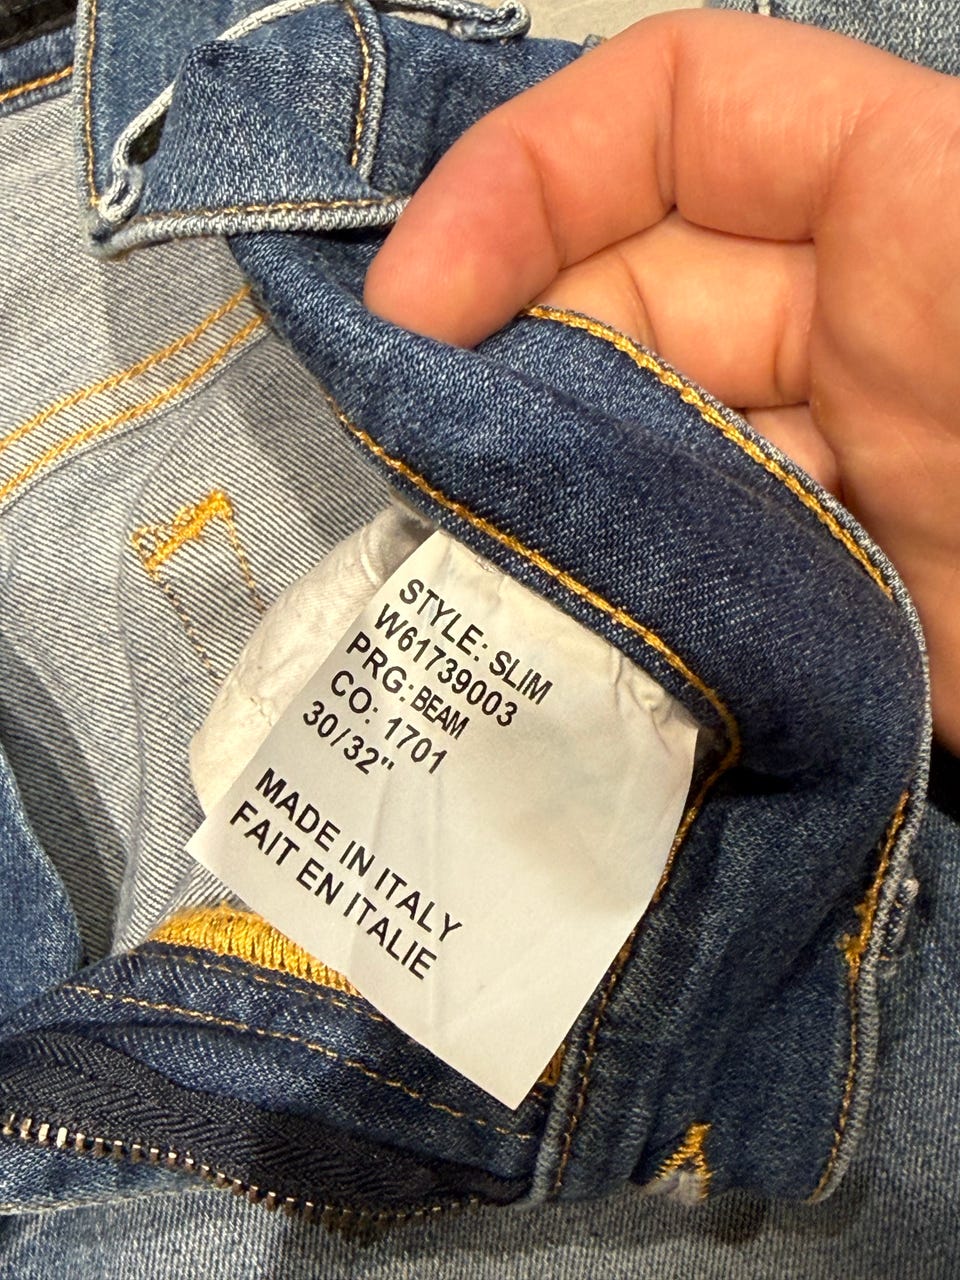 STYLE: SLIM
W61739003
PRG: BEAM
CO: 1701
30/32"
MADE IN ITALY
FAIT EN ITALIE